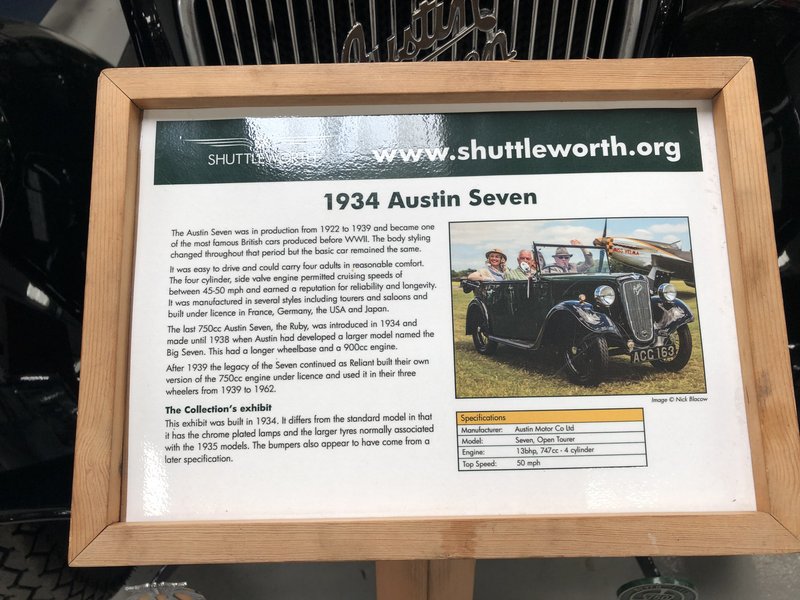 Austin
Seven
SHUTTLEWORTH
www.shuttleworth.org
1934 Austin Seven
The Austin Seven was in production from 1922 to 1939 and became one
of the most famous British cars produced before WWII. The body styling
changed throughout that period but the basic car remained the same.
It was easy to drive and could carry four adults in reasonable comfort.
The four cylinder, side valve engine permitted cruising speeds of
between 45-50 mph and earned a reputation for reliability and longevity.
It was manufactured in several styles including tourers and saloons and
built under licence in France, Germany, the USA and Japan.
The last 750cc Austin Seven, the Ruby, was introduced in 1934 and
made until 1938 when Austin had developed a larger model named the
Big Seven. This had a longer wheelbase and a 900cc engine.
After 1939 the legacy of the Seven continued as Reliant built their own
version of the 750cc engine under licence and used it in their three
wheelers from 1939 to 1962.
The Collection's exhibit
This exhibit was built in 1934. It differs from the standard model in that
it has the chrome plated lamps and the larger tyres normally associated
with the 1935 models. The bumpers also appear to have come from a
later specification.
ACG 163
Image © Nick Blacow
Specifications
Manufacturer: Austin Motor Co Ltd
Model: Seven, Open Tourer
Engine: 13bhp, 747cc - 4 cylinder
Top Speed: 50 mph